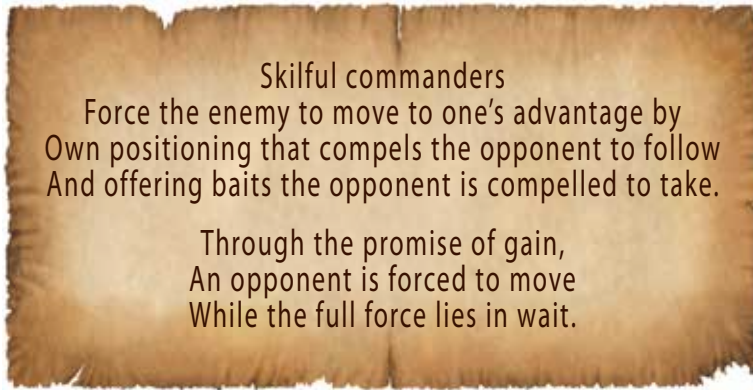 Skilful commanders
Force the enemy to move to one’s advantage by
Own positioning that compels the opponent to follow
And offering baits the opponent is compelled to take.
Through the promise of gain,
An opponent is forced to move
While the full force lies in wait.